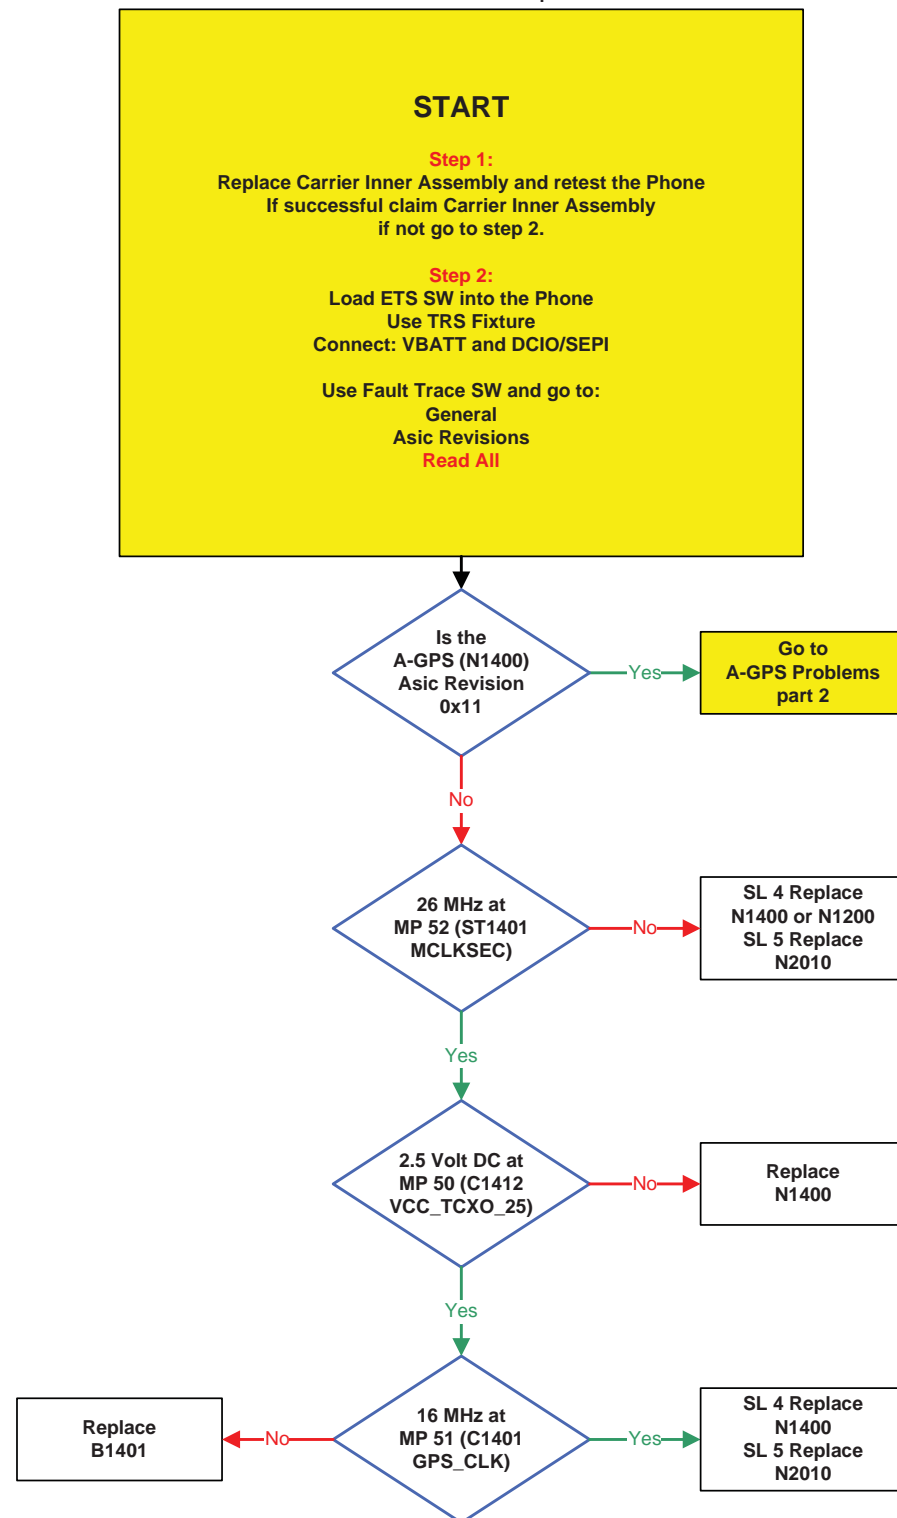 START
Step 1:
Replace Carrier Inner Assembly and retest the Phone
If successful claim Carrier Inner Assembly
if not go to step 2.
Step 2:
Load ETS SW into the Phone
Use TRS Fixture
Connect: VBATT and DCIO/SEPI
Use Fault Trace SW and go to:
General
Asic Revisions
Read All
Is the
A-GPS (N1400)
Asic Revision
0x11
Yes
Go to
A-GPS Problems
part 2
No
26 MHz at
MP 52 (ST1401
MCLKSEC)
No
SL 4 Replace
N1400 or N1200
SL 5 Replace
N2010
Yes
2.5 Volt DC at
MP 50 (C1412
VCC_TCXO_25)
No
Replace
N1400
Yes
16 MHz at
MP 51 (C1401
GPS_CLK)
No
Replace
B1401
Yes
SL 4 Replace
N1400
SL 5 Replace
N2010